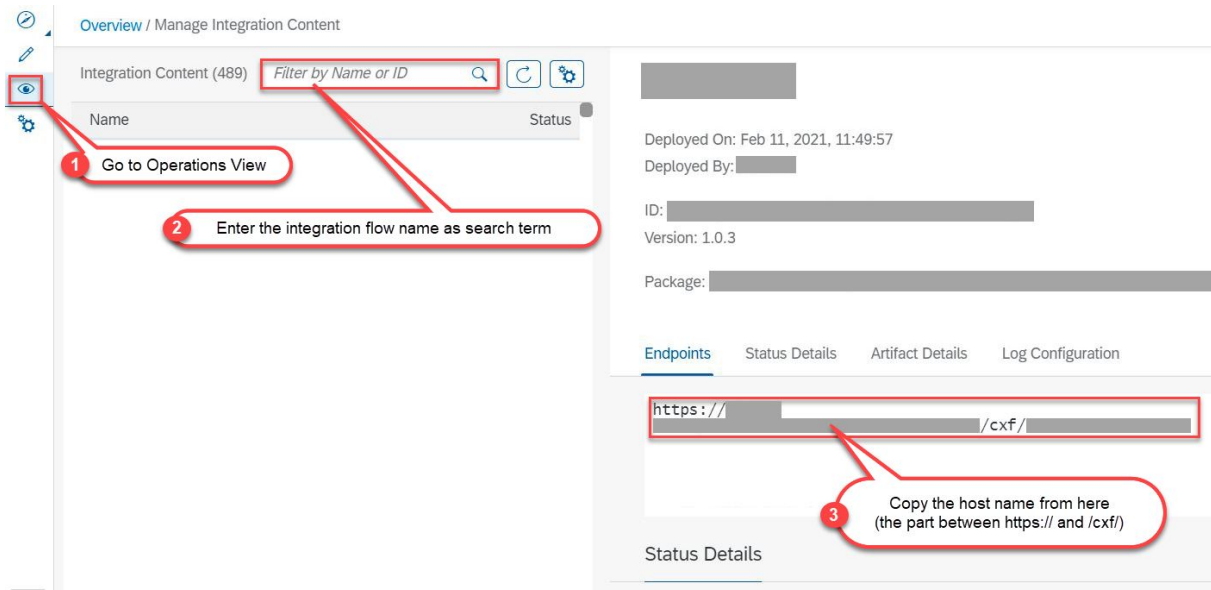 Overview / Manage Integration Content
Integration Content (489)
Filter by Name or ID
Name
Status
1
Go to Operations View
2
Enter the integration flow name as search term
Deployed On: Feb 11, 2021, 11:49:57
Deployed By:
ID:
Version: 1.0.3
Package:
Endpoints
Status Details
Artifact Details
Log Configuration
https://
/cxf/
3
Copy the host name from here
(the part between https:// and /cxf/)
Status Details